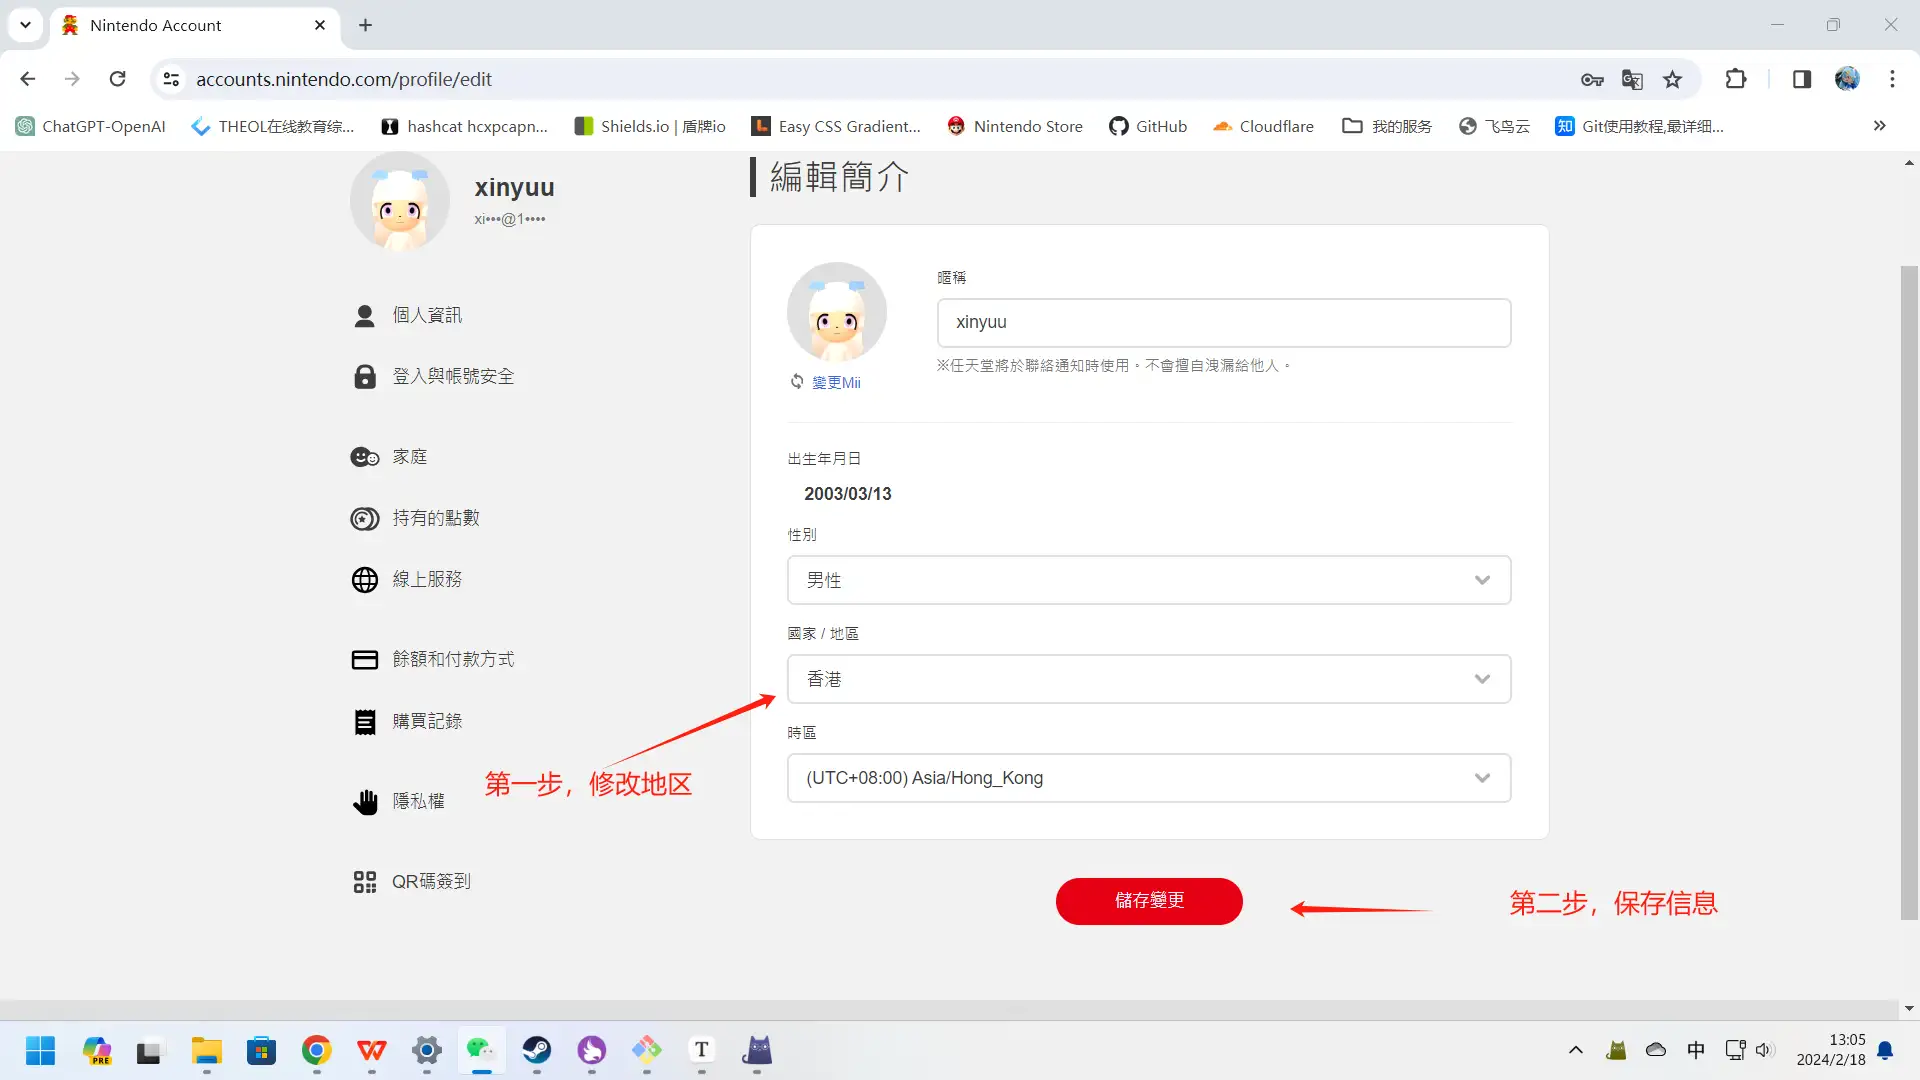 Nintendo Account
accounts.nintendo.com/profile/edit
ChatGPT-OpenAI
THEOL在线教育综...
hashcat hcxpcapn...
Shields.io | 盾牌io
Easy CSS Gradient...
Nintendo Store
GitHub
Cloudflare
我的服务
飞鸟云
知
Git使用教程,最详细...
xinyuu
xi•••@1••••
個人資訊
登入與帳號安全
家庭
持有的點數
線上服務
餘額和付款方式
購買記錄
隱私權
QR碼簽到
編輯簡介
暱稱
xinyuu
※任天堂將於聯絡通知時使用。不會擅自洩漏給他人。
變更Mii
出生年月日
2003/03/13
性別
男性
國家 / 地區
香港
時區
(UTC+08:00) Asia/Hong_Kong
第一步，修改地区
儲存變更
第二步，保存信息
PRE
T
中
13:05
2024/2/18